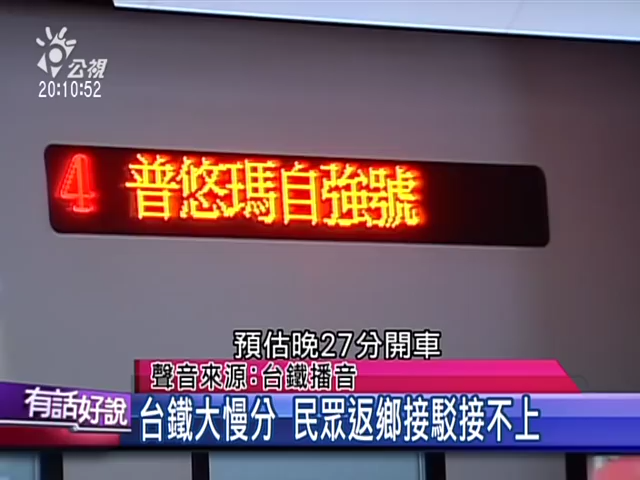 公視
20:10:52
4 普悠瑪自強號
預估晚27分開車
聲音來源:台鐵播音
有話好說
台鐵大慢分 民眾返鄉接駁接不上